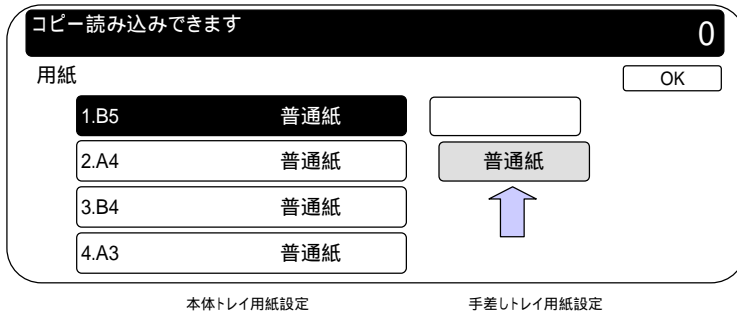 コピー読み込みできます
0
用紙
OK
1.B5 普通紙
2.A4 普通紙
普通紙
3.B4 普通紙
4.A3 普通紙
本体トレイ用紙設定
手差しトレイ用紙設定